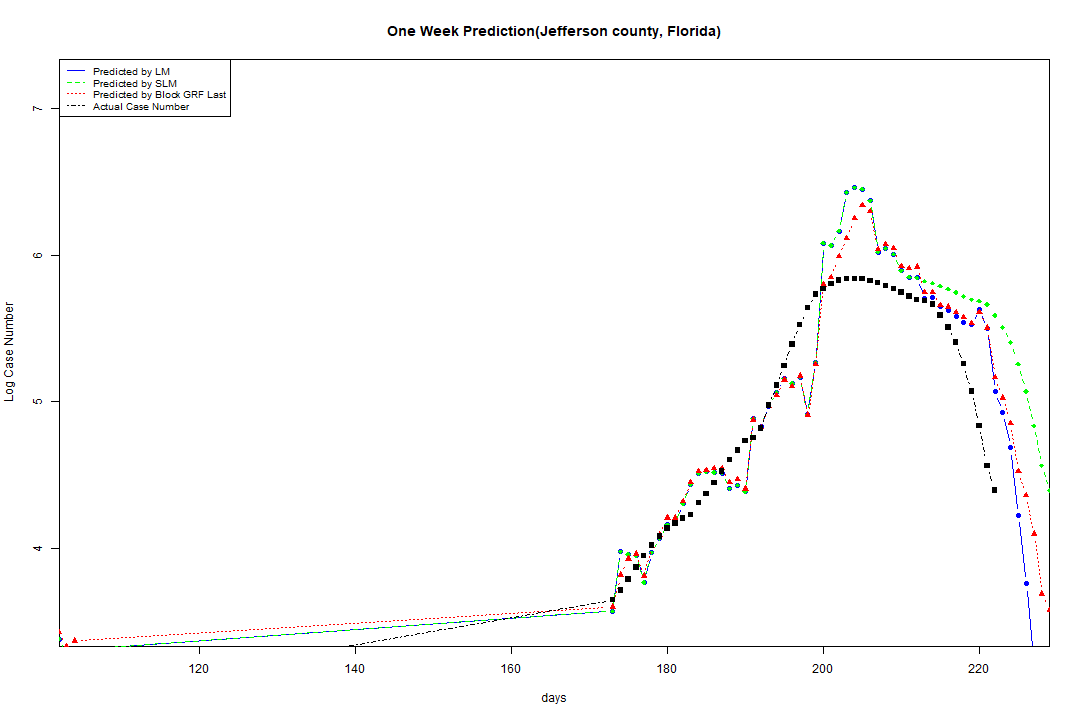 One Week Prediction(Jefferson county, Florida)
Predicted by LM
Predicted by SLM
Predicted by Block GRF Last
Actual Case Number
7
6
5
4
Log Case Number
120
140
160
180
200
220
days